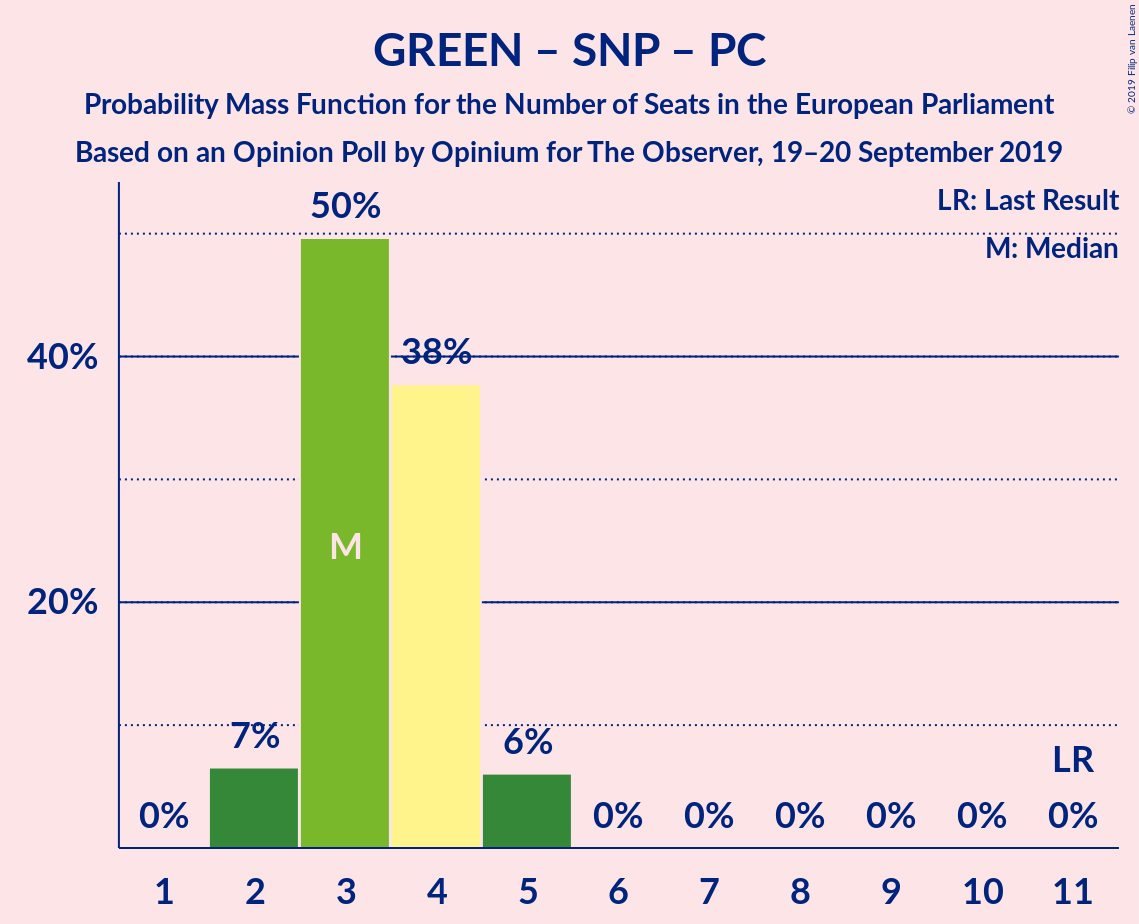 GREEN – SNP – PC
Probability Mass Function for the Number of Seats in the European Parliament
Based on an Opinion Poll by Opinium for The Observer, 19–20 September 2019
© 2019 Filip van Laenen
LR: Last Result
M: Median
50%
40%
38%
M
20%
7%
6%
LR
0% 0% 0% 0% 0% 0% 0%
1 2 3 4 5 6 7 8 9 10 11